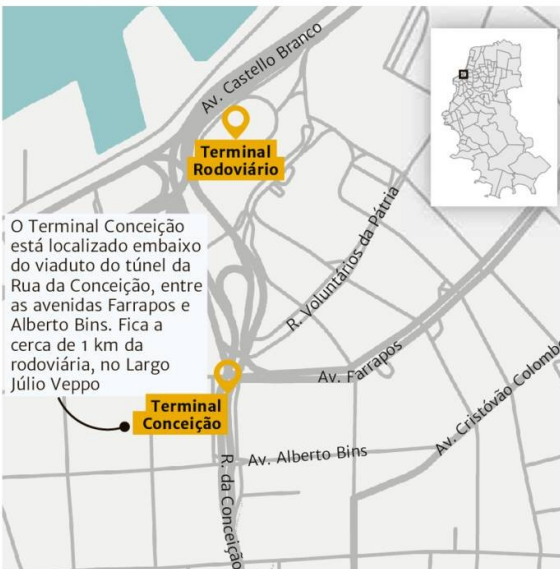 Av. Castello Branco
Terminal
Rodoviário
R. Voluntários da Pátria
O Terminal Conceição
está localizado embaixo
do viaduto do túnel da
Rua da Conceição, entre
as avenidas Farrapos e
Alberto Bins. Fica a
cerca de 1 km da
rodoviária, no Largo
Júlio Veppo
Av. Farrapos
Av. Cristóvão Colomb
Terminal
Conceição
Av. Alberto Bins
R. da Conceição